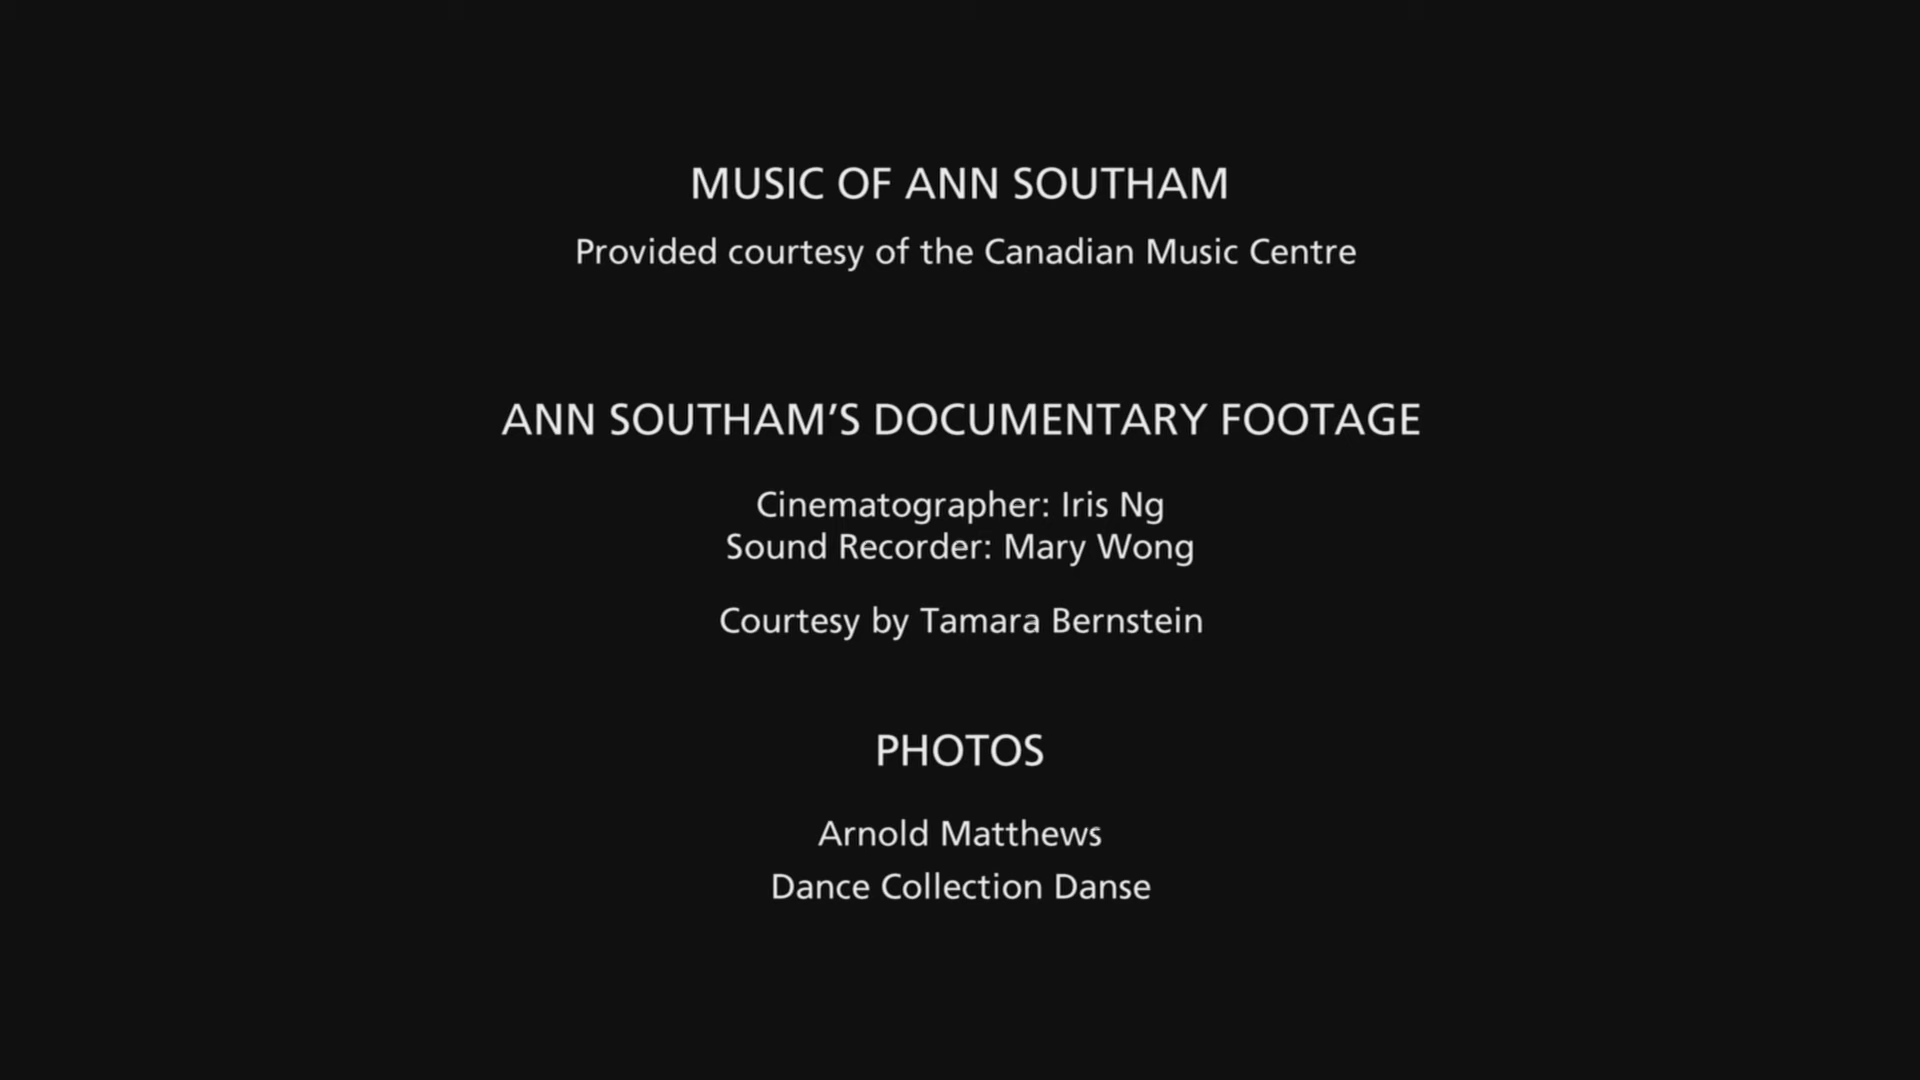 MUSIC OF ANN SOUTHAM
Provided courtesy of the Canadian Music Centre
ANN SOUTHAM’S DOCUMENTARY FOOTAGE
Cinematographer: Iris Ng
Sound Recorder: Mary Wong
Courtesy by Tamara Bernstein
PHOTOS
Arnold Matthews
Dance Collection Danse